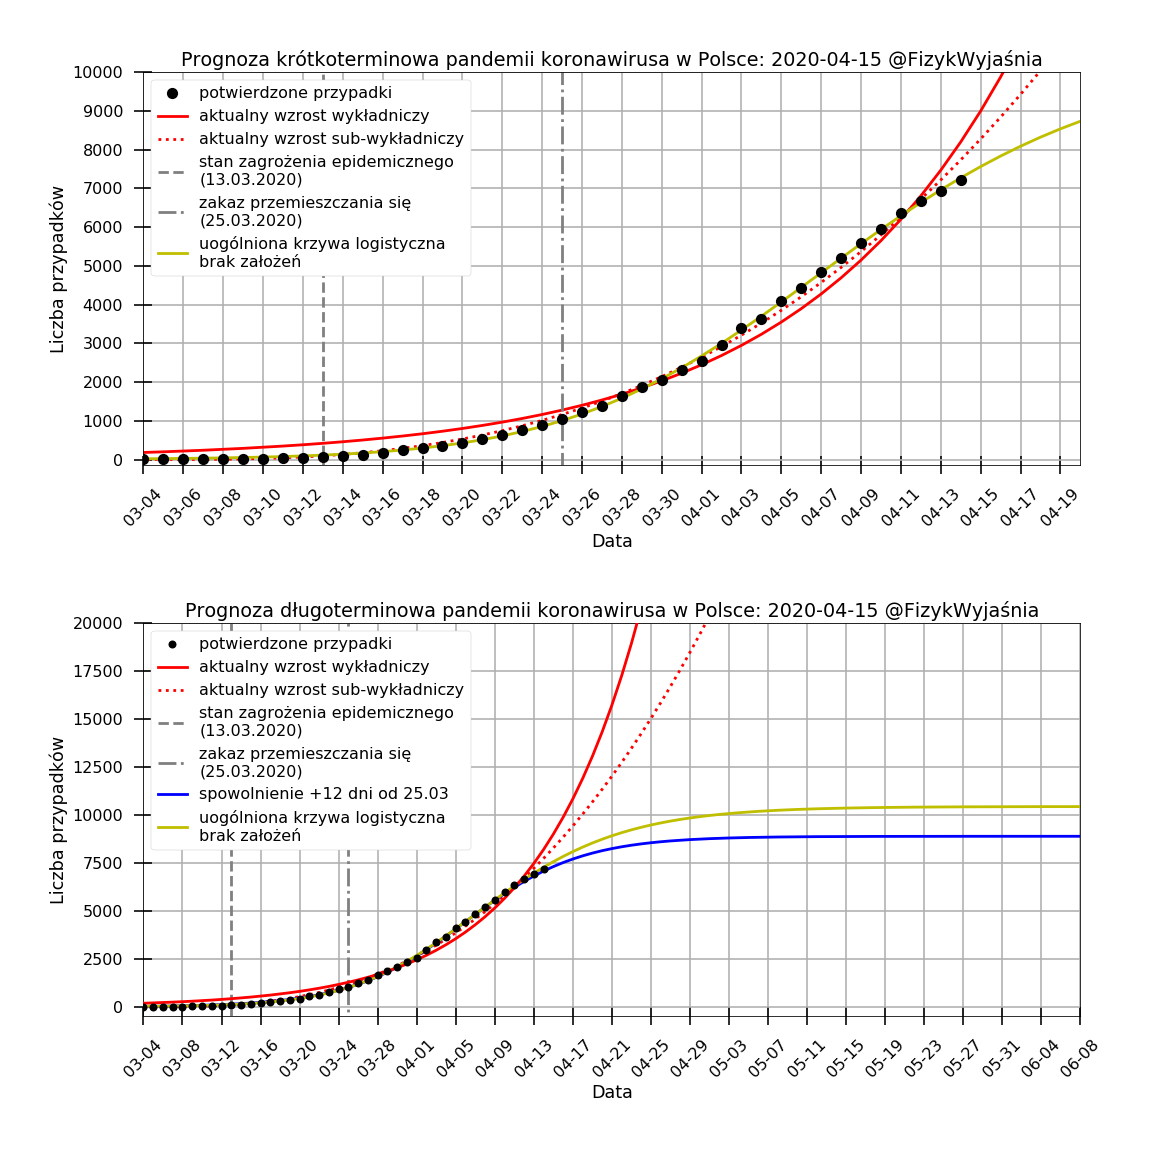 Prognoza krótkoterminowa pandemii koronawirusa w Polsce: 2020-04-15 @FizykWyjaśnia
10000
9000
8000
7000
6000
5000
4000
3000
2000
1000
0
Liczba przypadków
potwierdzone przypadki
aktualny wzrost wykładniczy
aktualny wzrost sub-wykładniczy
stan zagrożenia epidemicznego
(13.03.2020)
zakaz przemieszczania się
(25.03.2020)
uogólniona krzywa logistyczna
brak założeń
03-04 03-06 03-08 03-10 03-12 03-14 03-16 03-18 03-20 03-22 03-24 03-26 03-28 03-30 04-01 04-03 04-05 04-07 04-09 04-11 04-13 04-15 04-17 04-19
Data
Prognoza długoterminowa pandemii koronawirusa w Polsce: 2020-04-15 @FizykWyjaśnia
20000
17500
15000
12500
10000
7500
5000
2500
0
Liczba przypadków
potwierdzone przypadki
aktualny wzrost wykładniczy
aktualny wzrost sub-wykładniczy
stan zagrożenia epidemicznego
(13.03.2020)
zakaz przemieszczania się
(25.03.2020)
spowolnienie +12 dni od 25.03
uogólniona krzywa logistyczna
brak założeń
03-04 03-08 03-12 03-16 03-20 03-24 03-28 04-01 04-05 04-09 04-13 04-17 04-21 04-25 04-29 05-03 05-07 05-11 05-15 05-19 05-23 05-27 05-31 06-04 06-08
Data